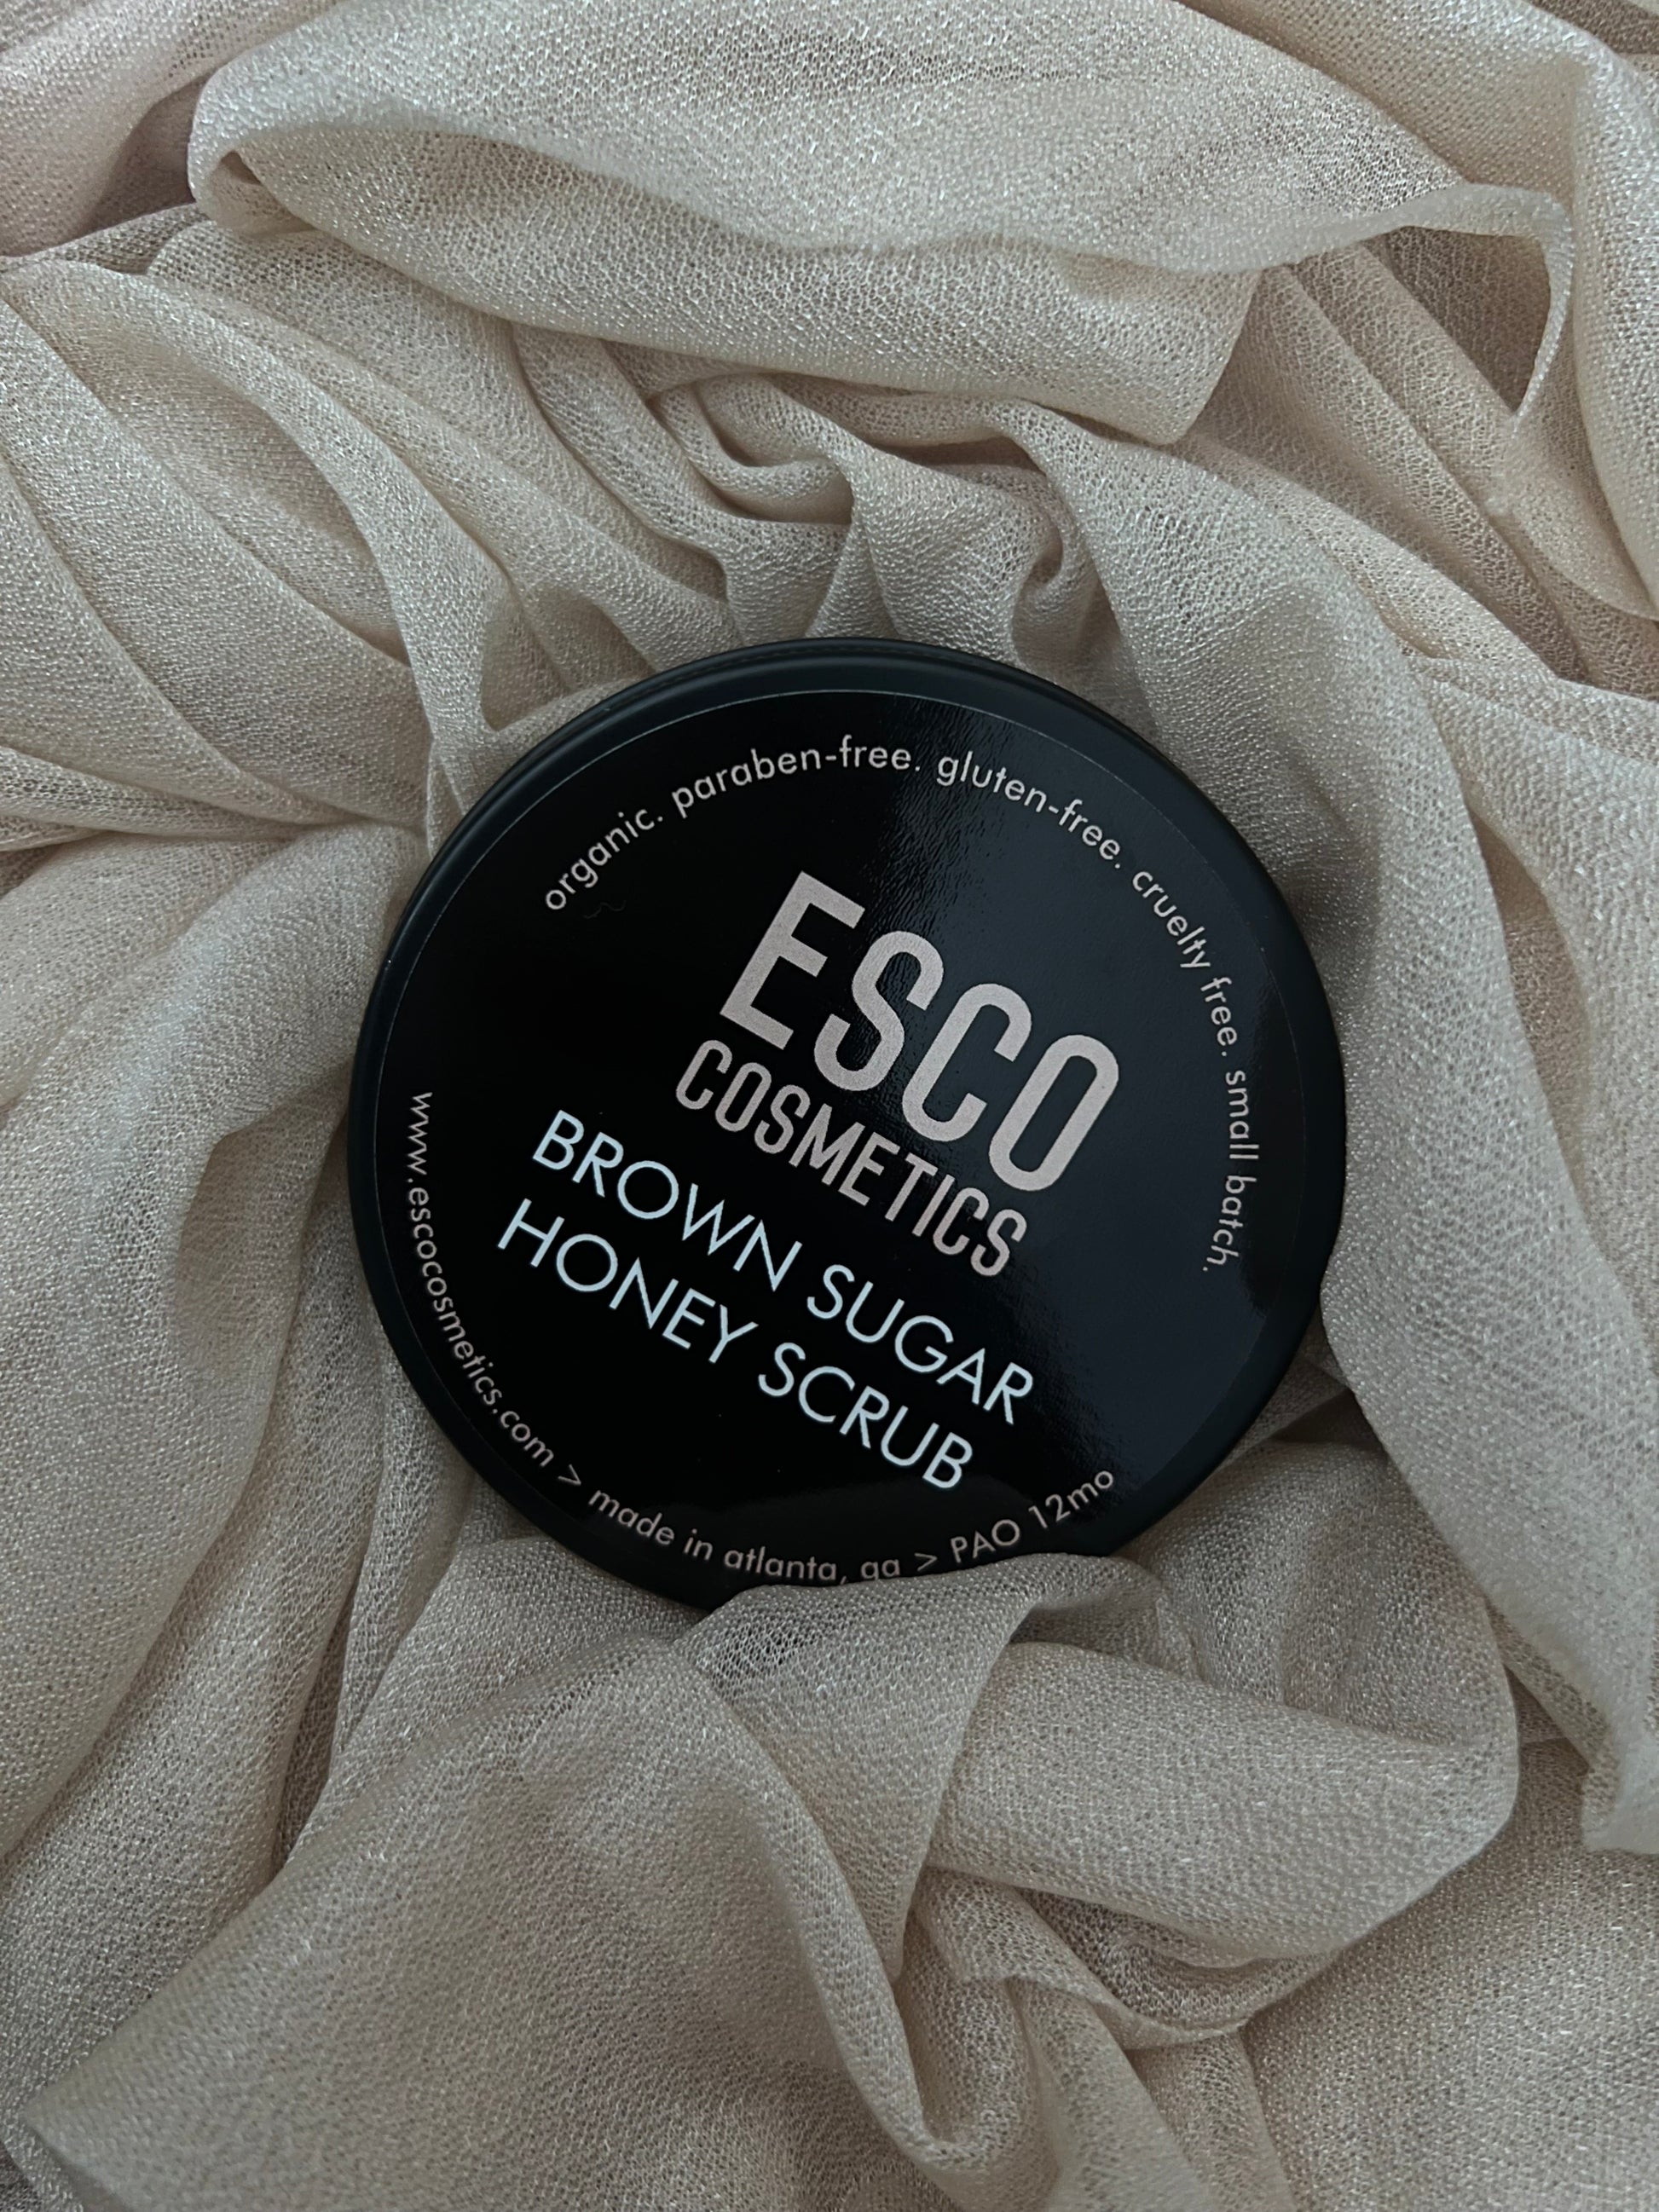 organic. paraben-free. gluten-free. cruelty free. small batch.
ESCO
COSMETICS
BROWN SUGAR
HONEY SCRUB
www.escocosmetics.com > made in atlanta, ga > PAO 12mo